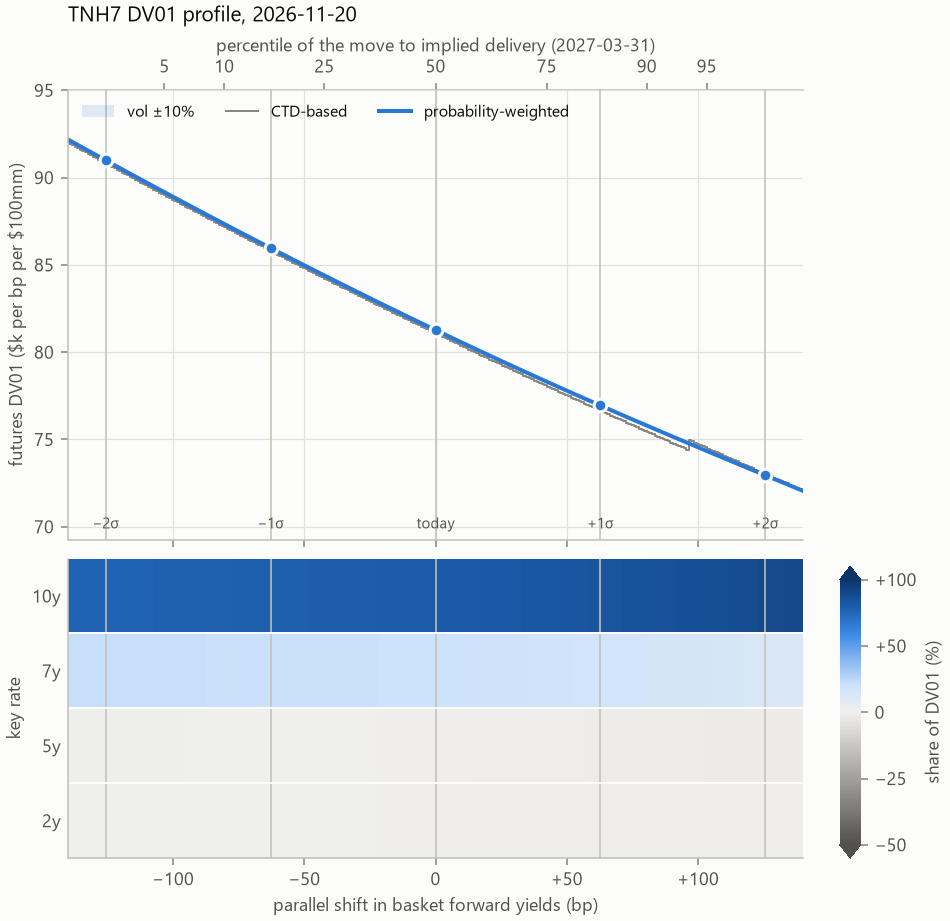 TNH7 DV01 profile, 2026-11-20
percentile of the move to implied delivery (2027-03-31)
5 10 25 50 75 90 95
vol ±10% CTD-based probability-weighted
futures DV01 ($k per bp per $100mm)
95
90
85
80
75
70
−2σ −1σ today +1σ +2σ
key rate
10y
7y
5y
2y
−100 −50 0 +50 +100
parallel shift in basket forward yields (bp)
+100
+50
0
−25
−50
share of DV01 (%)